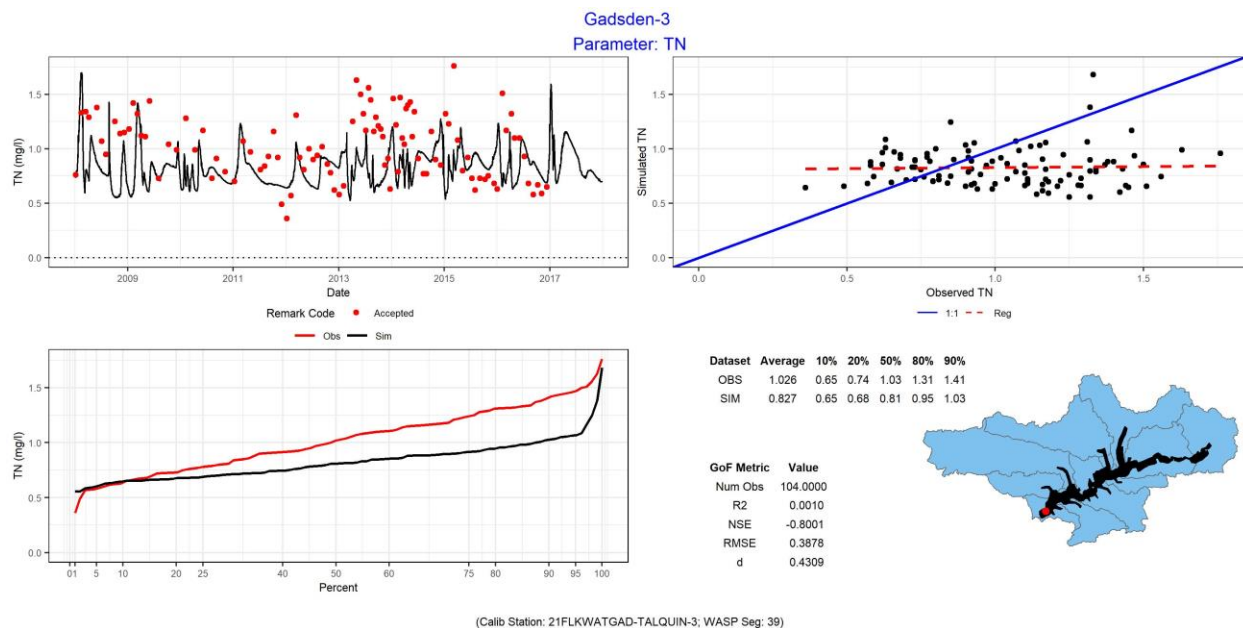 Gadsden-3
Parameter: TN
TN (mg/l)
1.5
1.0
0.5
0.0
2009 2011 2013 2015 2017
Date
Remark Code Accepted
Obs Sim
Simulated TN
1.5
1.0
0.5
0.0
0.0 0.5 1.0 1.5
Observed TN
1:1 Reg
TN (mg/l)
1.5
1.0
0.5
0.0
0 1 5 10 20 25 40 50 60 75 80 90 95 100
Percent
Dataset Average 10% 20% 50% 80% 90%
OBS 1.026 0.65 0.74 1.03 1.31 1.41
SIM 0.827 0.65 0.68 0.81 0.95 1.03
GoF Metric Value
Num Obs 104.0000
R2 0.0010
NSE -0.8001
RMSE 0.3878
d 0.4309
(Calib Station: 21FLKWATGAD-TALQUIN-3; WASP Seg: 39)